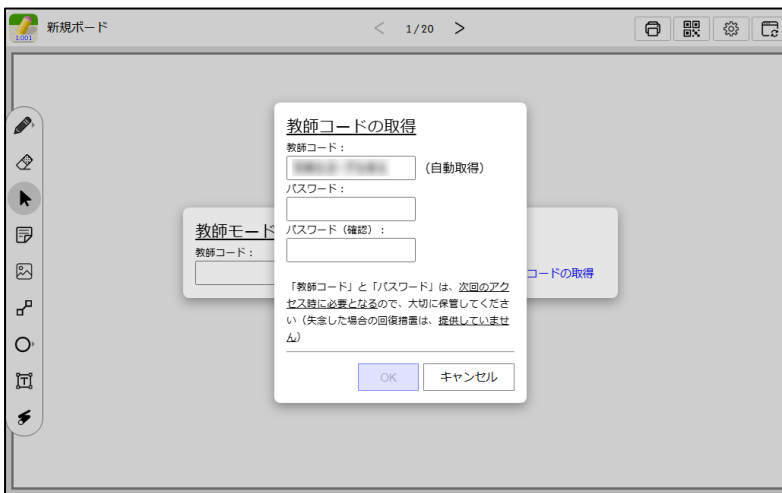 新規ボード
< 1/20 >
1.001
教師コードの取得
教師コード：
(自動取得)
パスワード：
パスワード（確認）：
「教師コード」と「パスワード」は、次回のアク
セス時に必要となるので、大切に保管してくださ
い（失念した場合の回復措置は、提供していませ
ん）
OK
キャンセル
教師モード
教師コード：
コードの取得
T